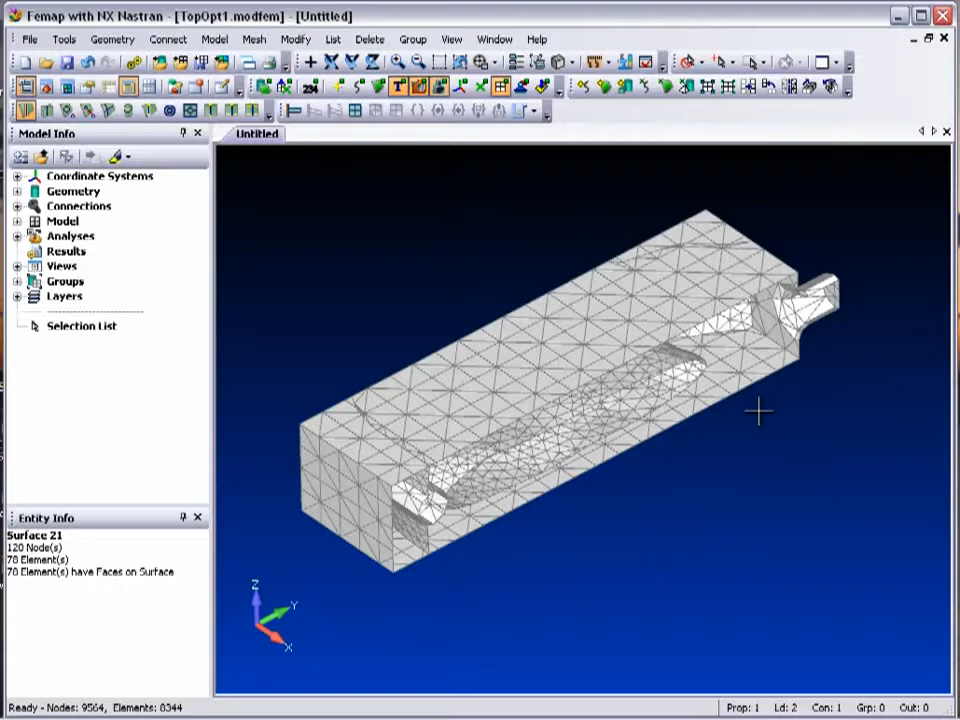 Femap with NX Nastran - [TopOpt1.modfem] - [Untitled]
File Tools Geometry Connect Model Mesh Modify List Delete Group View Window Help
234
T
Model Info
Untitled
Coordinate Systems
Geometry
Connections
Model
Analyses
Results
Views
Groups
Layers
Selection List
Entity Info
Surface 21
120 Node(s)
78 Element(s)
78 Element(s) have Faces on Surface
Z
Y
X
Ready - Nodes: 9564, Elements: 8344
Prop: 1 Ld: 2 Con: 1 Grp: 0 Out: 0